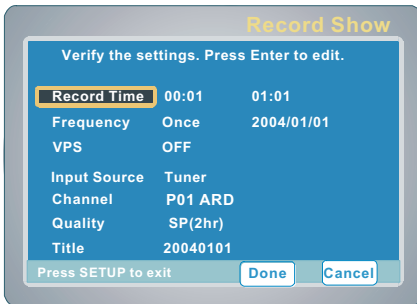 Record Show
Verify the settings. Press Enter to edit.
Record Time 00:01 01:01
Frequency Once 2004/01/01
VPS OFF
Input Source Tuner
Channel P01 ARD
Quality SP(2hr)
Title 20040101
Press SETUP to exit Done Cancel